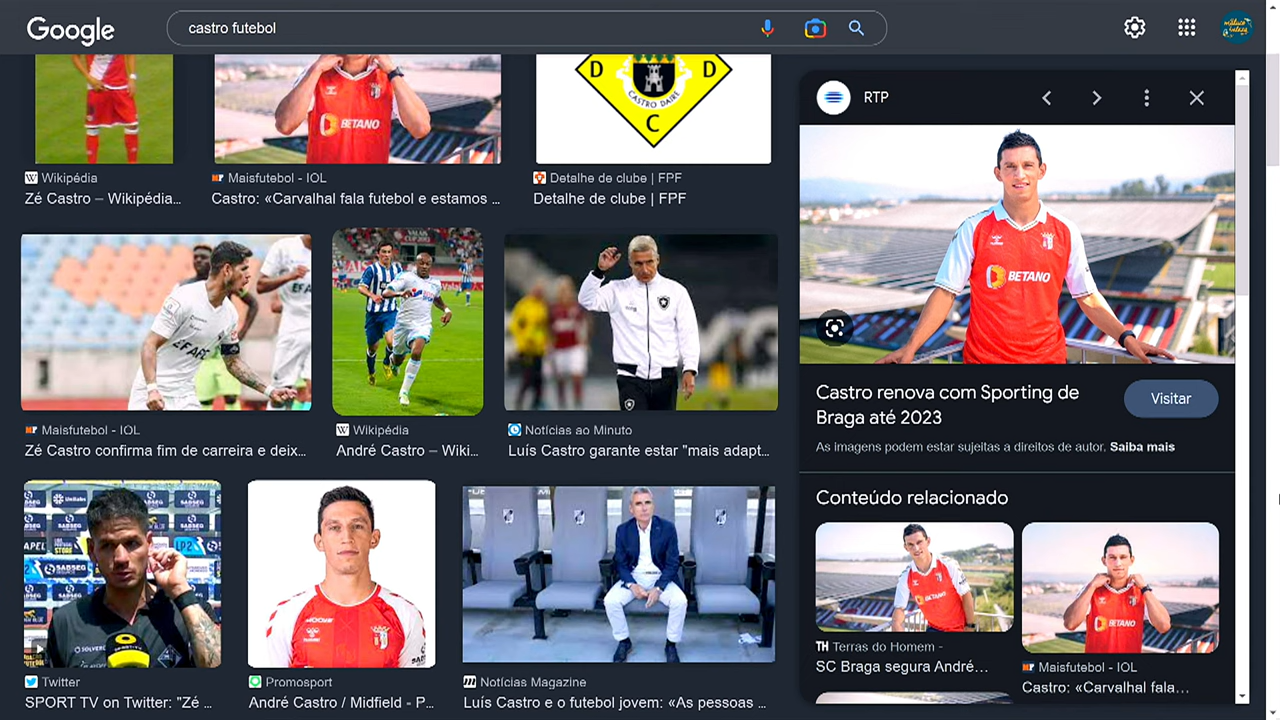 Google
castro futebol
D D
CASTRO DAIRE
C
BETANO
Wikipédia
Zé Castro – Wikipédia...
Maisfutebol - IOL
Castro: «Carvalhal fala futebol e estamos ...
Detalhe de clube | FPF
Detalhe de clube | FPF
Maisfutebol - IOL
Zé Castro confirma fim de carreira e deix...
Wikipédia
André Castro – Wiki...
Notícias ao Minuto
Luís Castro garante estar "mais adapt...
Twitter
SPORT TV on Twitter: "Zé ...
Promosport
André Castro / Midfield - P...
Notícias Magazine
Luís Castro e o futebol jovem: «As pessoas ...
RTP
BETANO
Castro renova com Sporting de
Braga até 2023
Visitar
As imagens podem estar sujeitas a direitos de autor. Saiba mais
Conteúdo relacionado
BETANO
BETANO
TH Terras do Homem -
SC Braga segura André...
Maisfutebol - IOL
Castro: «Carvalhal fala...